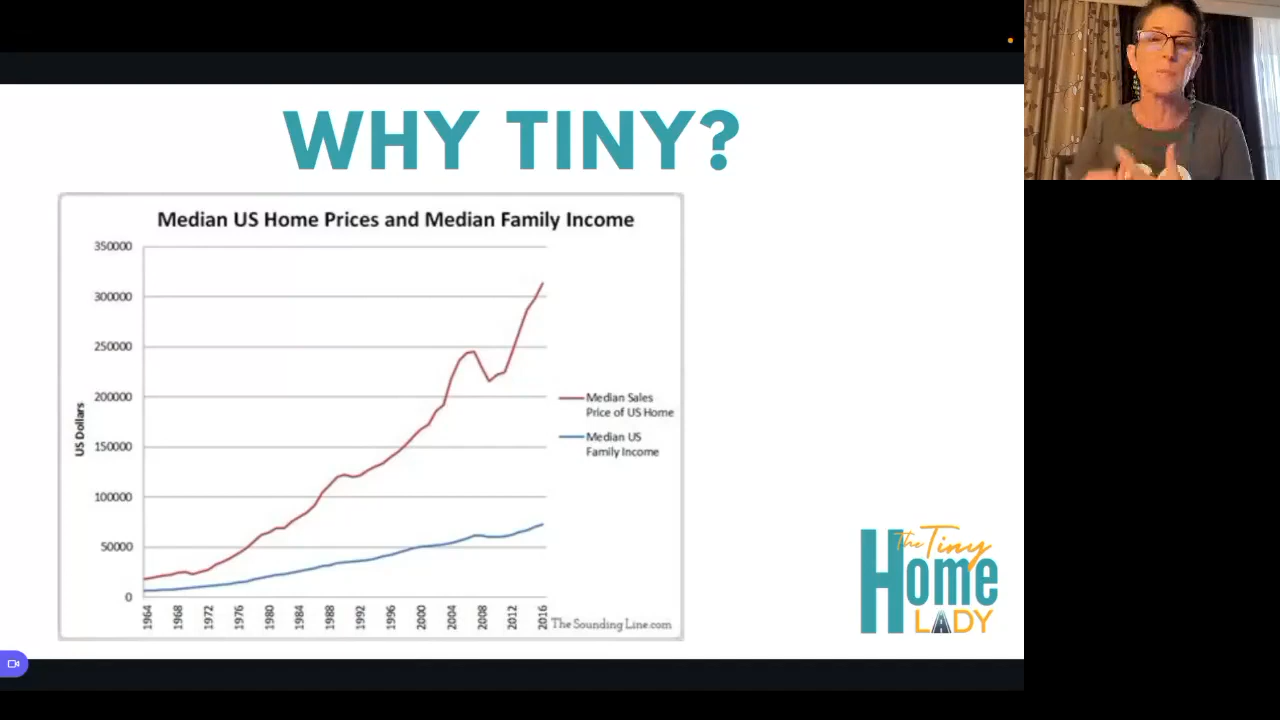 WHY TINY?
Median US Home Prices and Median Family Income
350000
300000
250000
200000
150000
100000
50000
0
US Dollars
1964
1968
1972
1976
1980
1984
1988
1992
1996
2000
2004
2008
2012
2016
Median Sales
Price of US Home
Median US
Family Income
The Sounding Line.com
The Tiny
Home
LADY